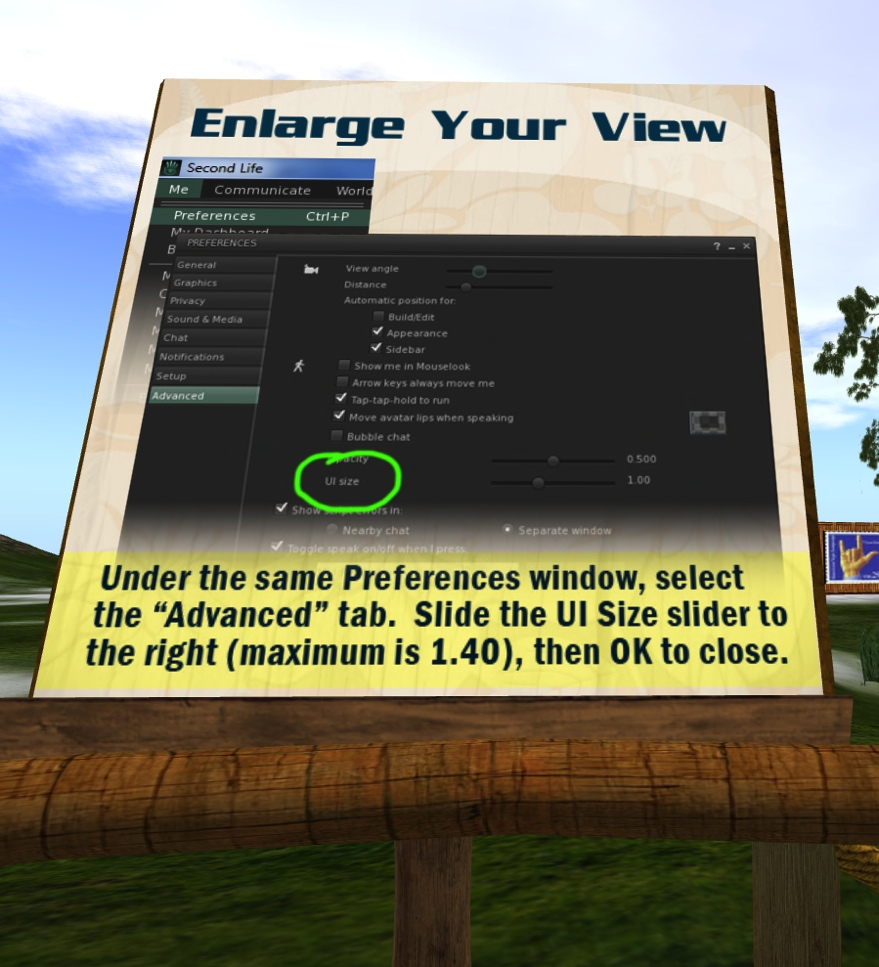 Enlarge Your View
Second Life
Me Communicate World
Preferences Ctrl+P
My Dashboard
PREFERENCES ? _ ×
General
Graphics
Privacy
Sound & Media
Chat
Notifications
Setup
Advanced
View angle
Distance
Automatic position for:
Build/Edit
Appearance
Sidebar
Show me in Mouselook
Arrow keys always move me
Tap-tap-hold to run
Move avatar lips when speaking
Bubble chat
0.500
UI size 1.00
Show script errors in:
Nearby chat Separate window
Toggle speak on/off when I press:
Under the same Preferences window, select
the “Advanced” tab. Slide the UI Size slider to
the right (maximum is 1.40), then OK to close.